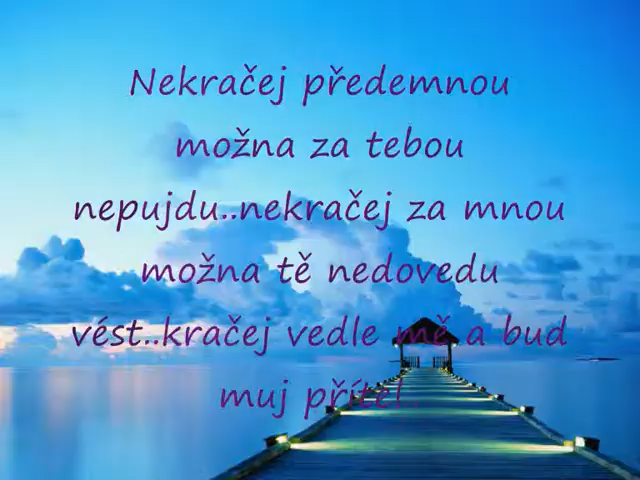 Nekračej předemnou
možna za tebou
nepujdu..nekračej za mnou
možna tě nedovedu
vést..kračej vedle mě a bud
muj přítel..